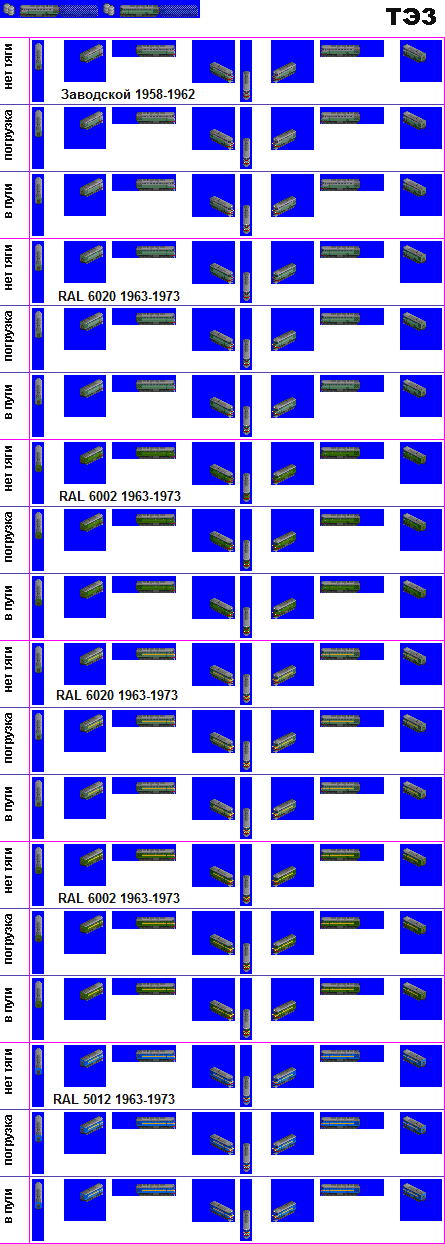 ТЭ3
нет тяги
Заводской 1958-1962
погрузка
в пути
нет тяги
RAL 6020 1963-1973
погрузка
в пути
нет тяги
RAL 6002 1963-1973
погрузка
в пути
нет тяги
RAL 6020 1963-1973
погрузка
в пути
нет тяги
RAL 6002 1963-1973
погрузка
в пути
нет тяги
RAL 5012 1963-1973
погрузка
в пути